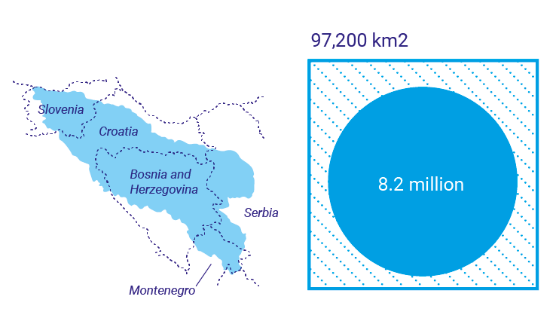 97,200 km2
Slovenia
Croatia
Bosnia and
Herzegovina
Serbia
Montenegro
8.2 million